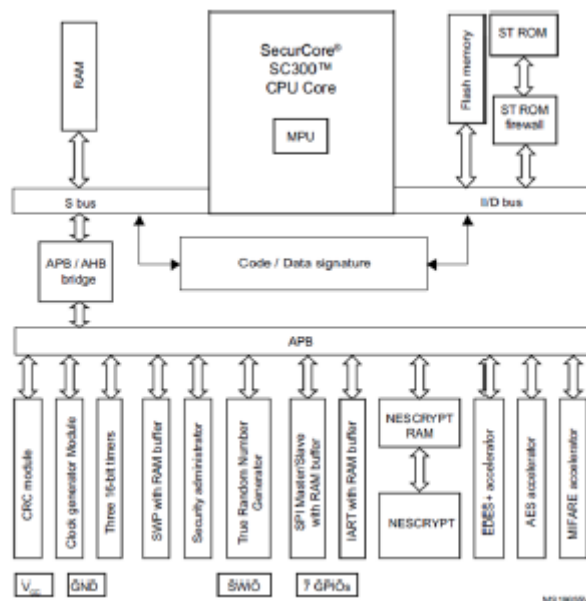 RAM
SecurCore®
SC300™
CPU Core
MPU
Flash memory
ST ROM
ST ROM
firewall
S bus
I/D bus
APB / AHB
bridge
Code / Data signature
APB
CRC module
Clock generator Module
Three 16-bit timers
SWP with RAM buffer
Security administrator
True Random Number
Generator
SPI Master/Slave
with RAM buffer
IART with RAM buffer
NESCRYPT
RAM
NESCRYPT
EDES+ accelerator
AES accelerator
MIFARE accelerator
VCC
GND
SWIO
7 GPIOs